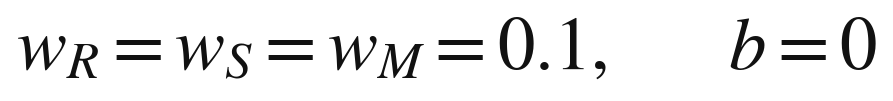 w_R = w_S = w_M = 0.1, b = 0